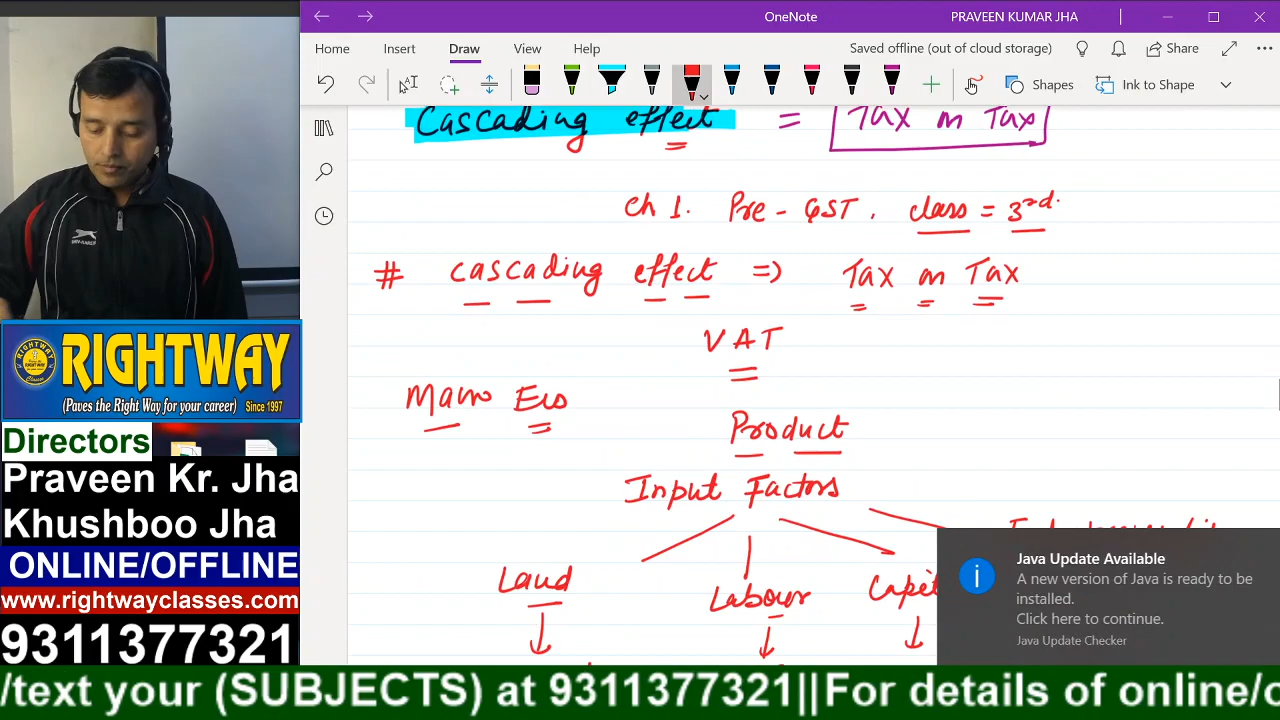 OneNote
PRAVEEN KUMAR JHA
Home Insert Draw View Help
Saved offline (out of cloud storage)
Share
Shapes
Ink to Shape
Cascading effect = Tax on Tax
Ch 1. Pre - GST. class = 3rd.
# cascading effect => Tax on Tax
VAT
Macro Eco
Product
Input Factors
Land Labour
Java Update Available
A new version of Java is ready to be
installed.
Click here to continue.
Java Update Checker
RIGHTWAY
(Paves the Right Way for your career) Since 1997
Directors
Praveen Kr. Jha
Khushboo Jha
ONLINE/OFFLINE
www.rightwayclasses.com
9311377321
/text your (SUBJECTS) at 9311377321||For details of online/o